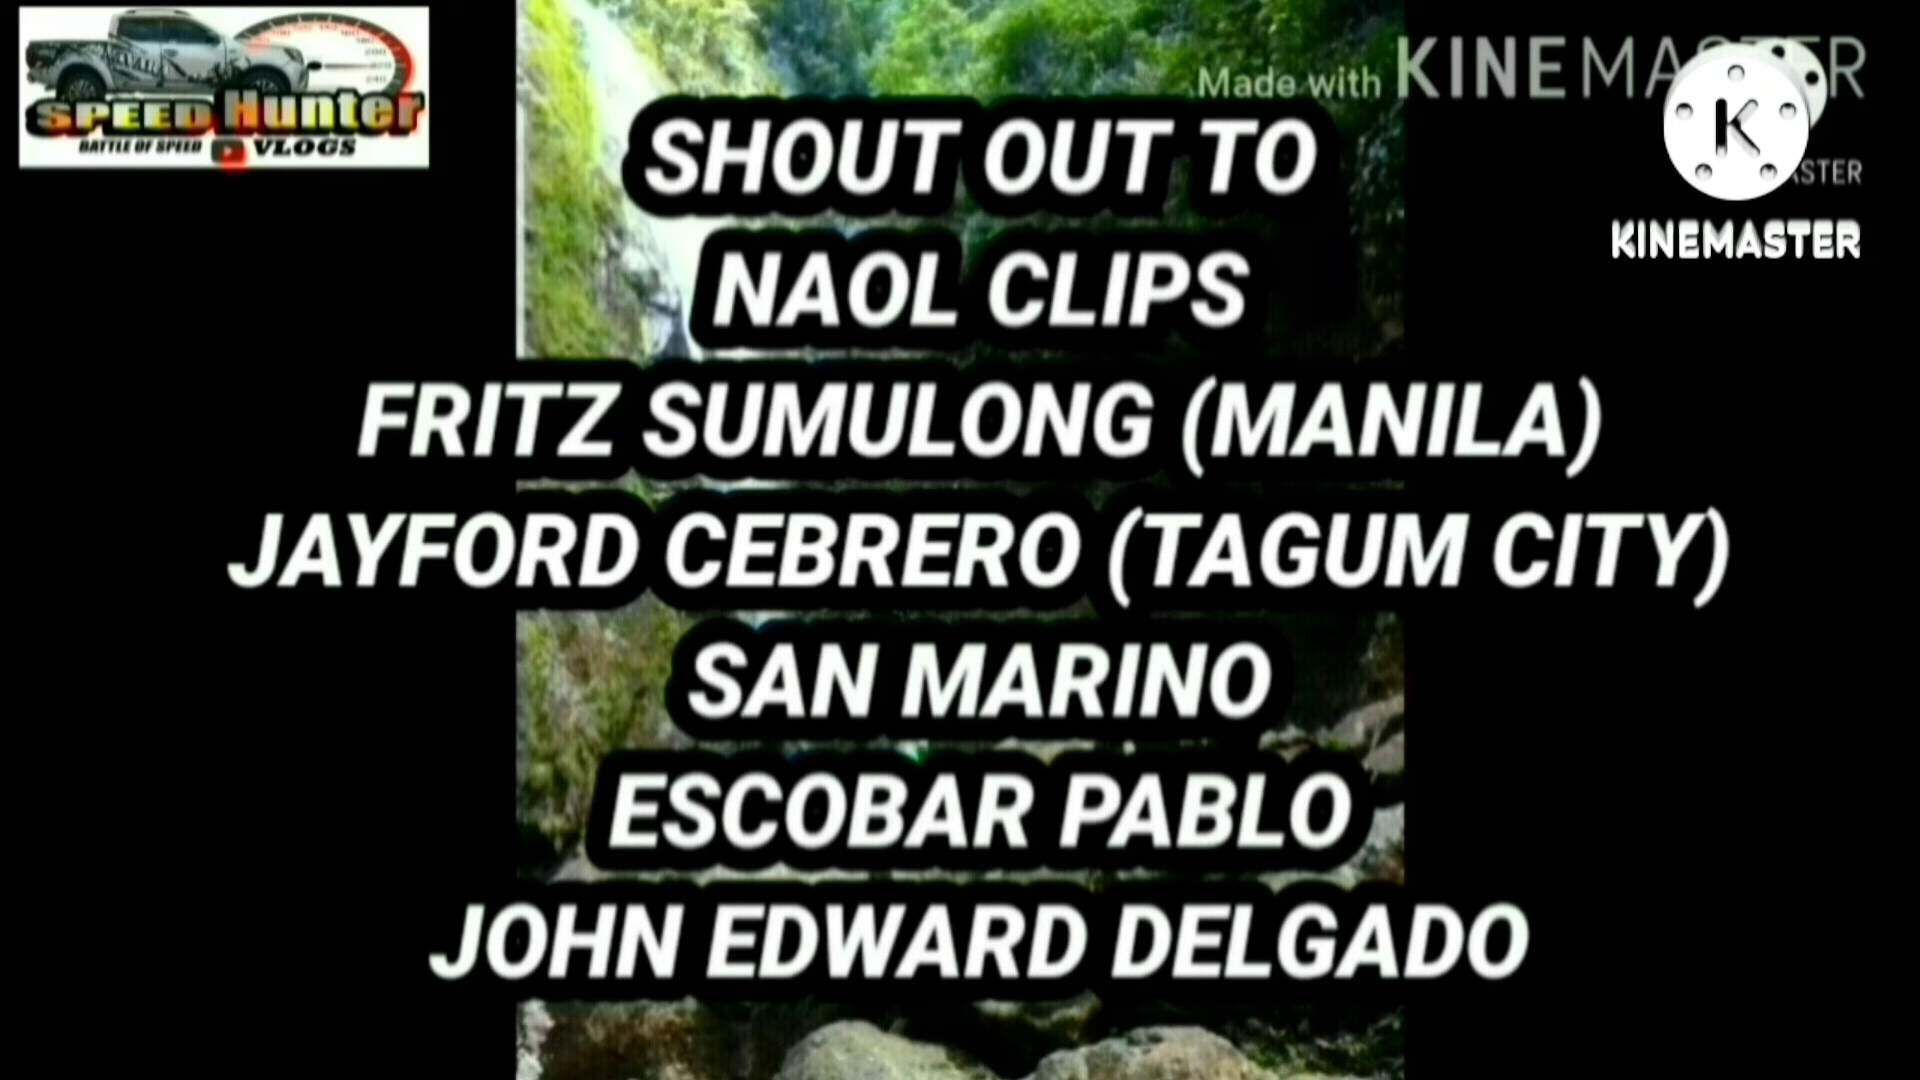 SPEED Hunter
BATTLE OF SPEED VLOGS
Made with KINEMASTER
K
ASTER
KINEMASTER
SHOUT OUT TO
NAOL CLIPS
FRITZ SUMULONG (MANILA)
JAYFORD CEBRERO (TAGUM CITY)
SAN MARINO
ESCOBAR PABLO
JOHN EDWARD DELGADO